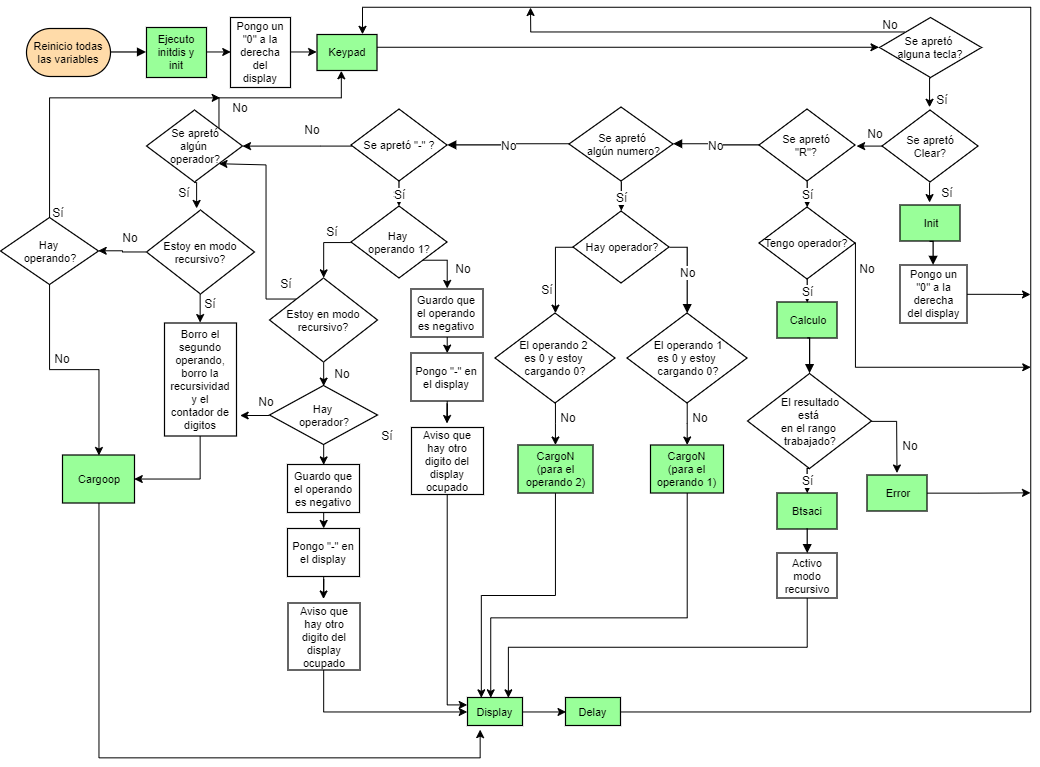 Reinicio todas
las variables
Ejecuto
initdis y
init
Pongo un
"0" a la
derecha
del
display
Keypad
No
Se apretó
alguna tecla?
Sí
No
Se apretó
algún
operador?
No
Se apretó "-" ?
No
Se apretó
algún numero?
No
Se apretó
"R"?
No
Se apretó
Clear?
Sí
Sí
Sí
Sí
Sí
Sí
Hay
operando?
No
Estoy en modo
recursivo?
Sí
Hay
operando 1?
No
Hay operador?
No
Tengo operador?
No
Init
Sí
Sí
Estoy en modo
recursivo?
Guardo que
el operando
es negativo
Sí
Sí
Pongo un
"0" a la
derecha
del display
Calculo
No
Borro el
segundo
operando,
borro la
recursividad
y el
contador de
digitos
No
Pongo "-" en
el display
El operando 2
es 0 y estoy
cargando 0?
El operando 1
es 0 y estoy
cargando 0?
No
Hay
operador?
Sí
No
No
El resultado
está
en el rango
trabajado?
No
Cargoop
Guardo que
el operando
es negativo
Aviso que
hay otro
digito del
display
ocupado
CargoN
(para el
operando 2)
CargoN
(para el
operando 1)
Sí
Error
Btsaci
Pongo "-" en
el display
Activo
modo
recursivo
Aviso que
hay otro
digito del
display
ocupado
Display
Delay